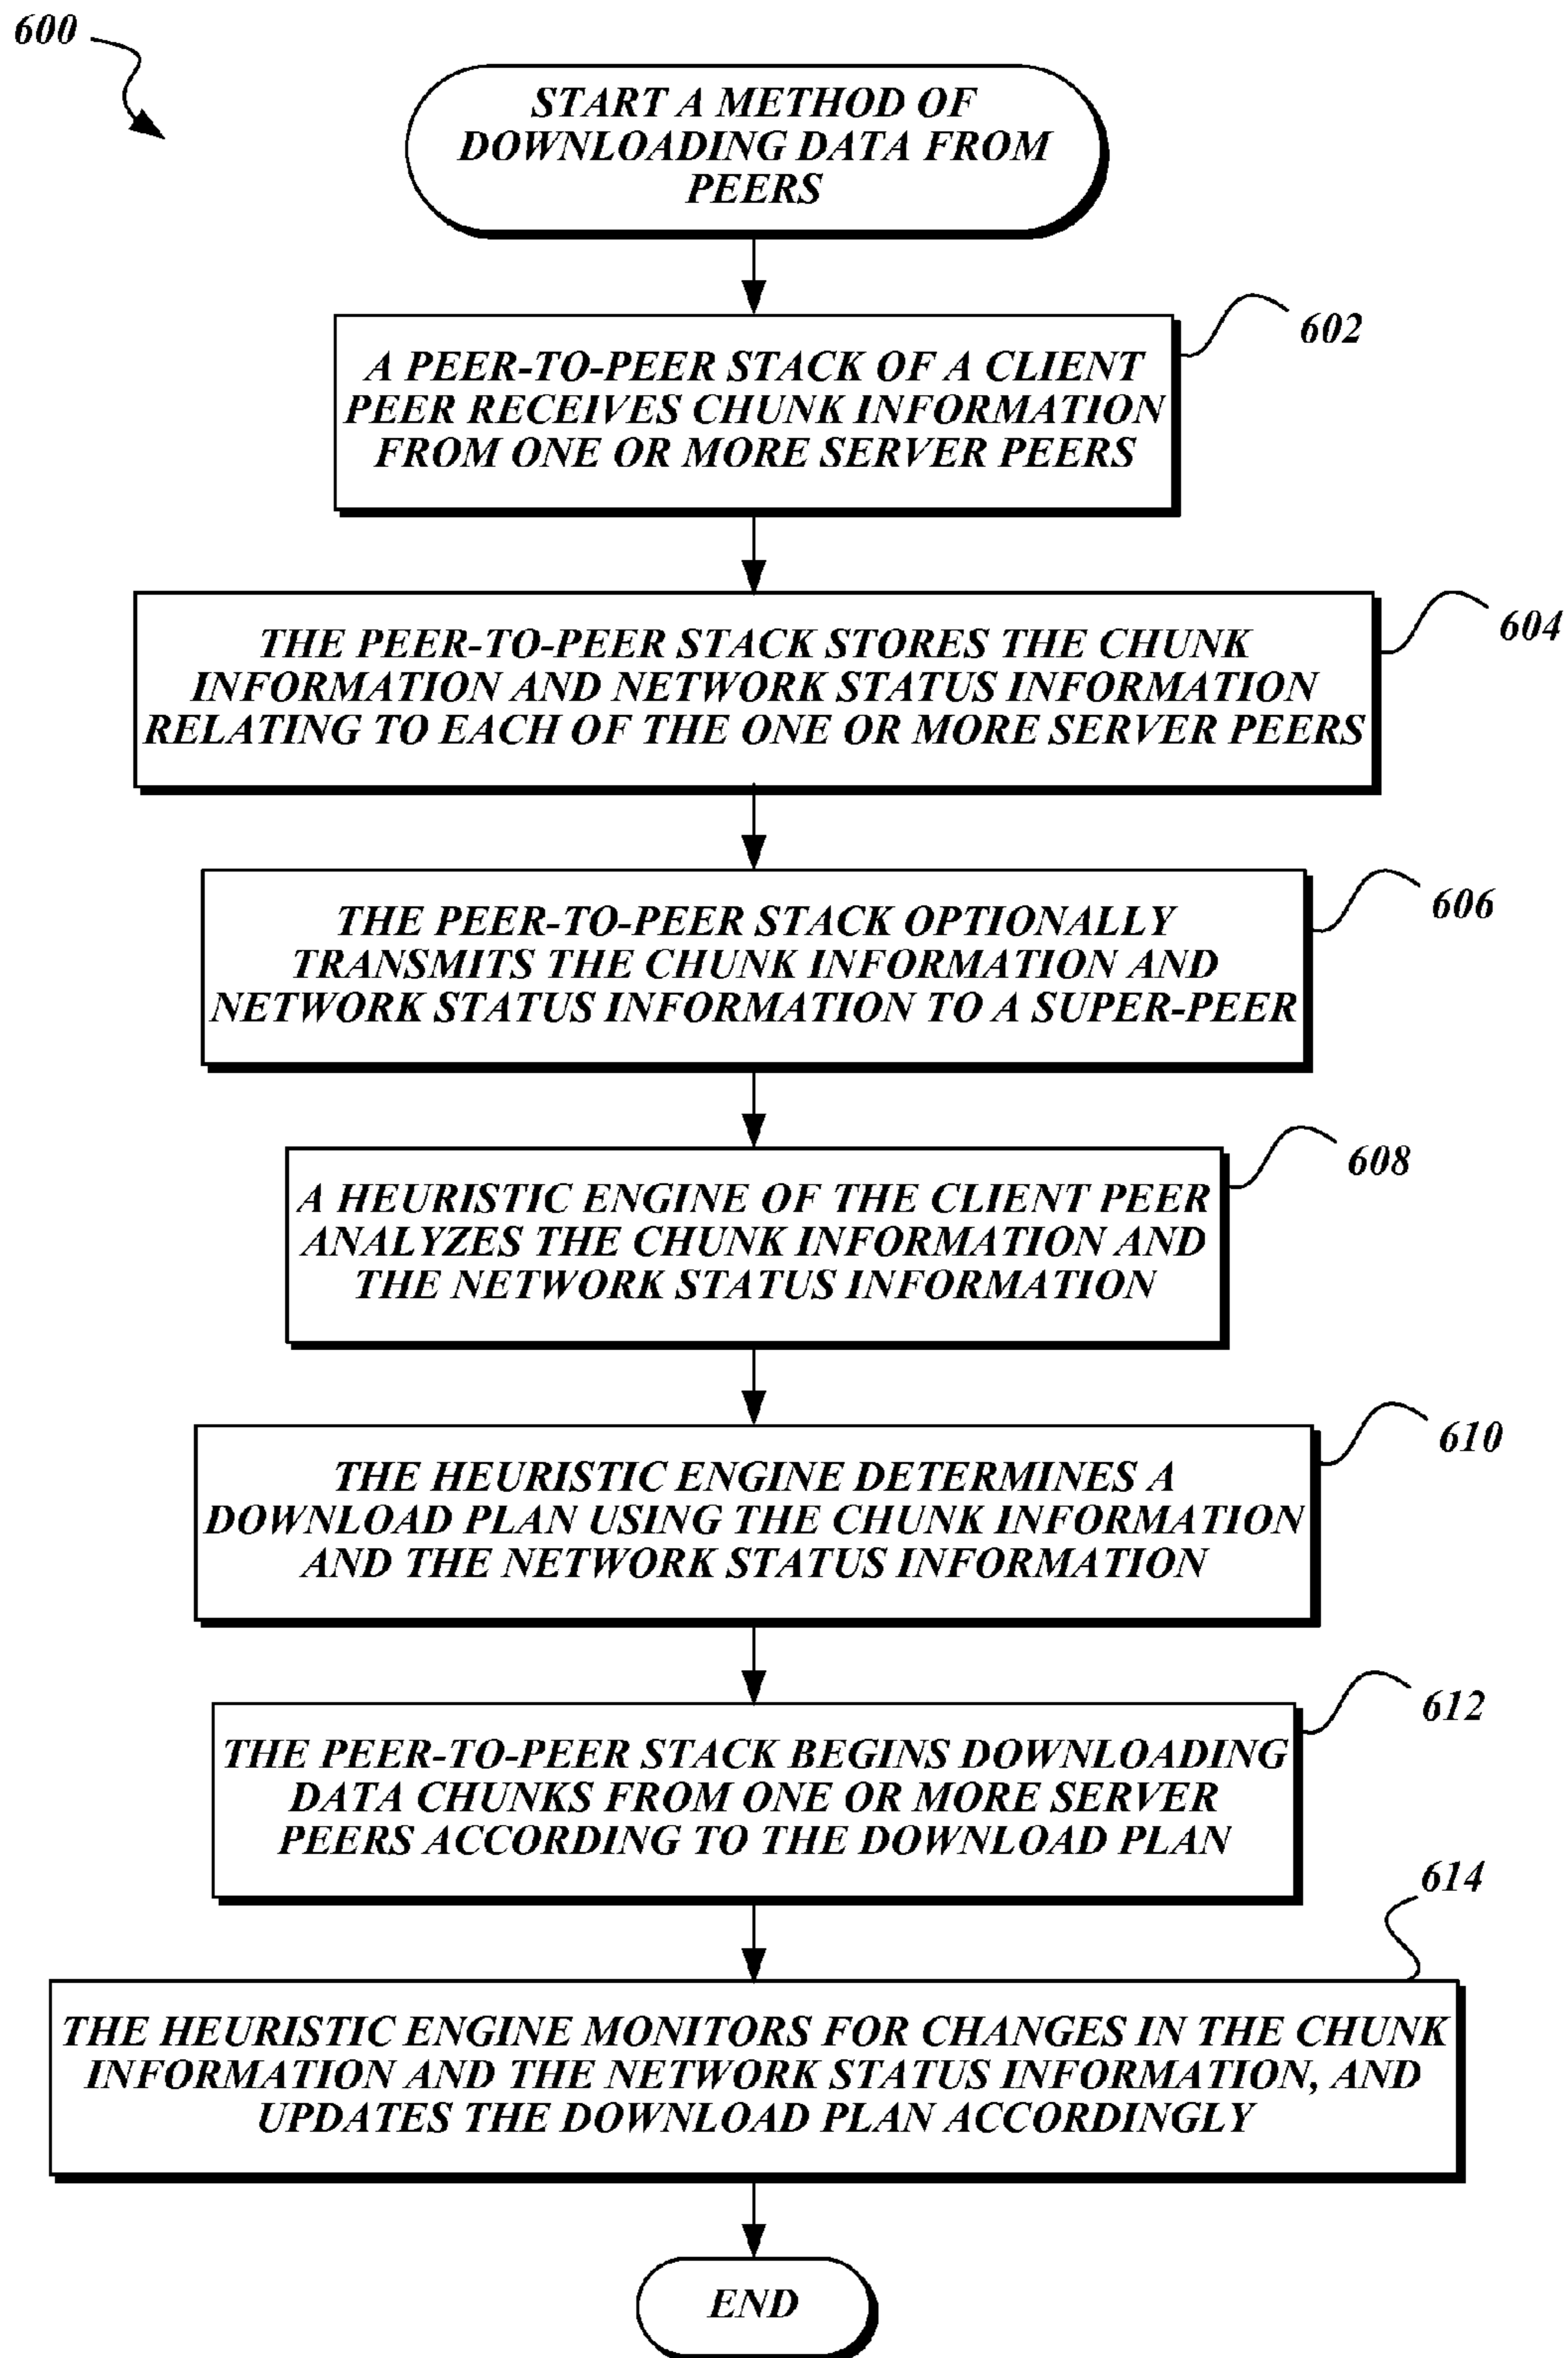 600
START A METHOD OF
DOWNLOADING DATA FROM
PEERS
602
A PEER-TO-PEER STACK OF A CLIENT
PEER RECEIVES CHUNK INFORMATION
FROM ONE OR MORE SERVER PEERS
604
THE PEER-TO-PEER STACK STORES THE CHUNK
INFORMATION AND NETWORK STATUS INFORMATION
RELATING TO EACH OF THE ONE OR MORE SERVER PEERS
606
THE PEER-TO-PEER STACK OPTIONALLY
TRANSMITS THE CHUNK INFORMATION AND
NETWORK STATUS INFORMATION TO A SUPER-PEER
608
A HEURISTIC ENGINE OF THE CLIENT PEER
ANALYZES THE CHUNK INFORMATION AND
THE NETWORK STATUS INFORMATION
610
THE HEURISTIC ENGINE DETERMINES A
DOWNLOAD PLAN USING THE CHUNK INFORMATION
AND THE NETWORK STATUS INFORMATION
612
THE PEER-TO-PEER STACK BEGINS DOWNLOADING
DATA CHUNKS FROM ONE OR MORE SERVER
PEERS ACCORDING TO THE DOWNLOAD PLAN
614
THE HEURISTIC ENGINE MONITORS FOR CHANGES IN THE CHUNK
INFORMATION AND THE NETWORK STATUS INFORMATION, AND
UPDATES THE DOWNLOAD PLAN ACCORDINGLY
END